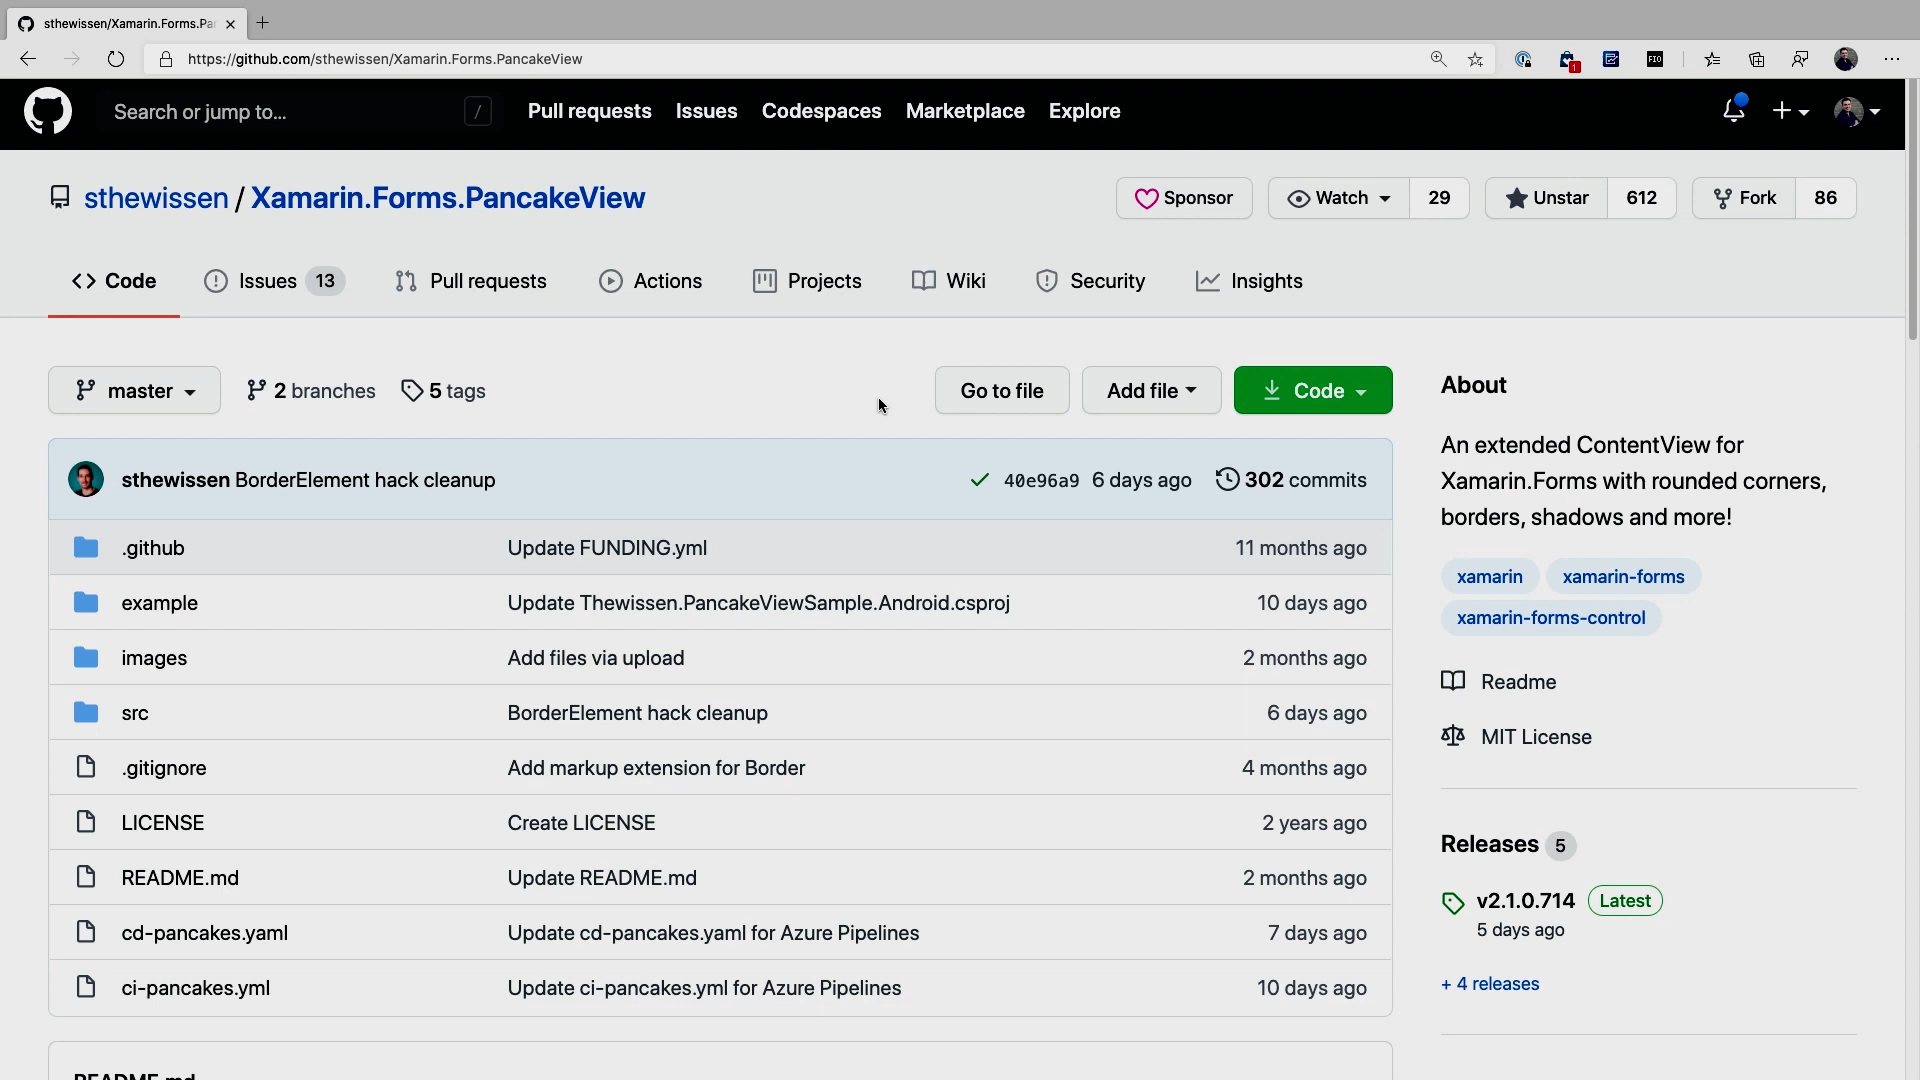 sthewissen/Xamarin.Forms.Pa
https://github.com/sthewissen/Xamarin.Forms.PancakeView
1
FIO
Search or jump to...
/
Pull requests
Issues
Codespaces
Marketplace
Explore
sthewissen / Xamarin.Forms.PancakeView
Sponsor
Watch
29
Unstar
612
Fork
86
Code
Issues
13
Pull requests
Actions
Projects
Wiki
Security
Insights
master
2 branches
5 tags
Go to file
Add file
Code
sthewissen BorderElement hack cleanup
40e96a9 6 days ago
302 commits
.github
Update FUNDING.yml
11 months ago
example
Update Thewissen.PancakeViewSample.Android.csproj
10 days ago
images
Add files via upload
2 months ago
src
BorderElement hack cleanup
6 days ago
.gitignore
Add markup extension for Border
4 months ago
LICENSE
Create LICENSE
2 years ago
README.md
Update README.md
2 months ago
cd-pancakes.yaml
Update cd-pancakes.yaml for Azure Pipelines
7 days ago
ci-pancakes.yml
Update ci-pancakes.yml for Azure Pipelines
10 days ago
README.md
About
An extended ContentView for
Xamarin.Forms with rounded corners,
borders, shadows and more!
xamarin
xamarin-forms
xamarin-forms-control
Readme
MIT License
Releases 5
v2.1.0.714
Latest
5 days ago
+ 4 releases